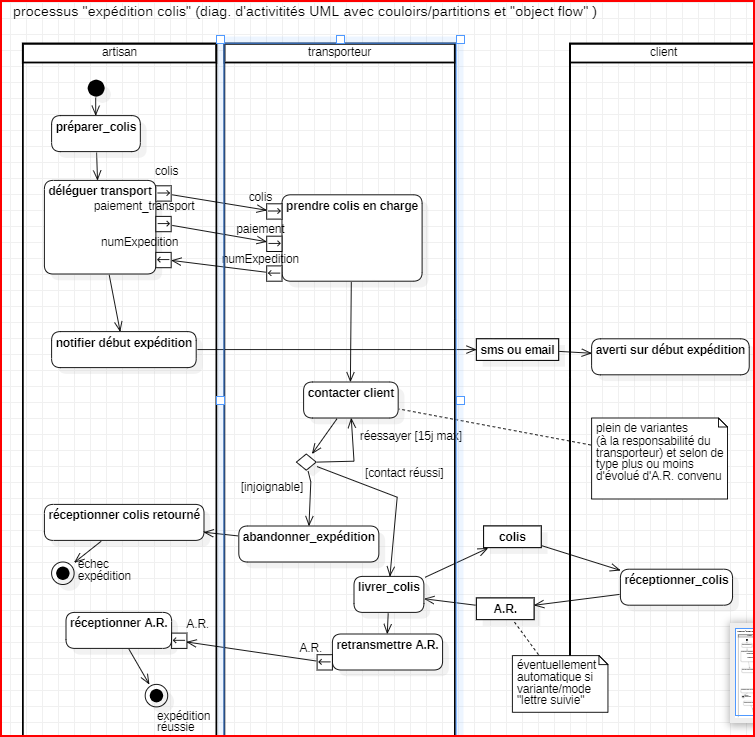 processus "expédition colis" (diag. d'activitités UML avec couloirs/partitions et "object flow" )
artisan
transporteur
client
préparer_colis
colis
déléguer transport
paiement_transport
numExpedition
colis
prendre colis en charge
paiement
numExpedition
notifier début expédition
sms ou email
averti sur début expédition
contacter client
réessayer [15j max]
plein de variantes
(à la responsabilité du
transporteur) et selon de
type plus ou moins
d'évolué d'A.R. convenu
[contact réussi]
[injoignable]
réceptionner colis retourné
abandonner_expédition
colis
échec
expédition
livrer_colis
réceptionner_colis
A.R.
réceptionner A.R.
A.R.
A.R.
retransmettre A.R.
éventuellement
automatique si
variante/mode
"lettre suivie"
expédition
réussie